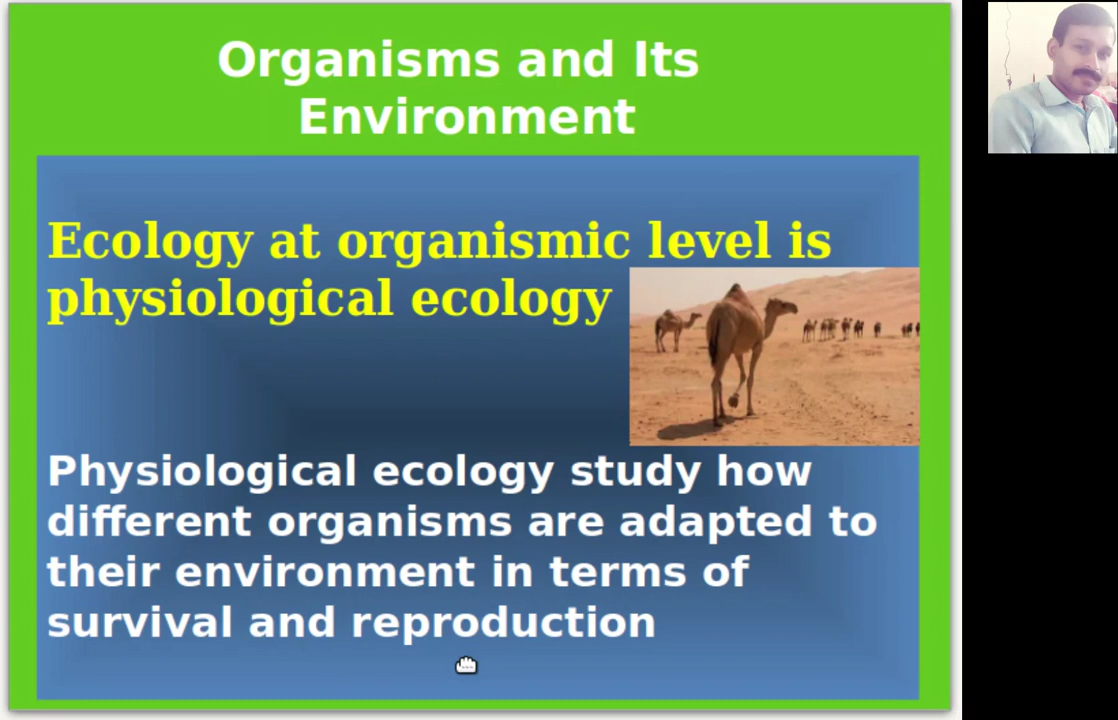 Organisms and Its
Environment
Ecology at organismic level is
physiological ecology
Physiological ecology study how
different organisms are adapted to
their environment in terms of
survival and reproduction